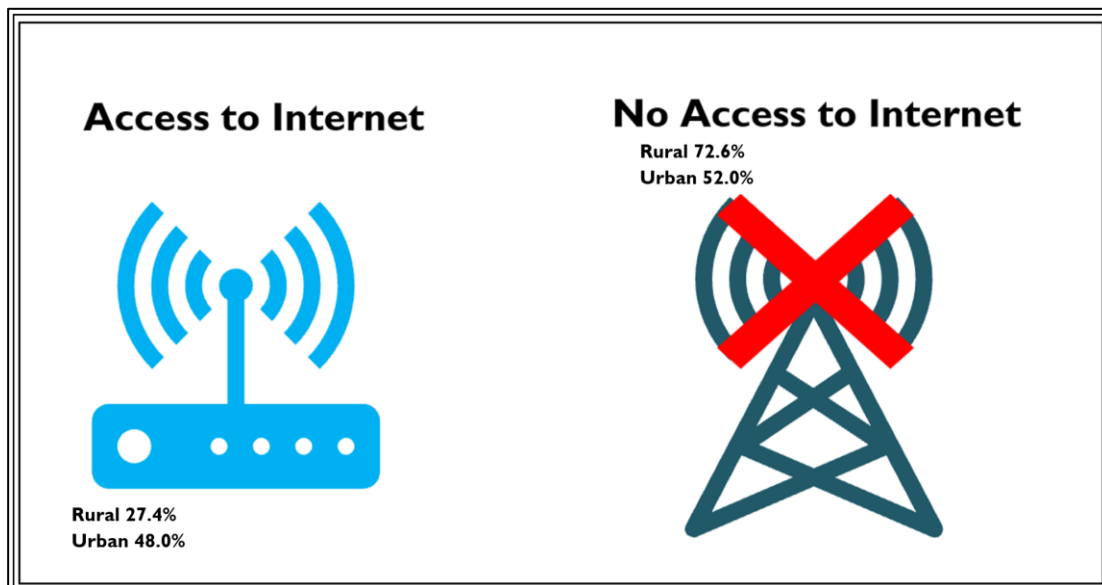 Access to Internet
Rural 27.4%
Urban 48.0%
No Access to Internet
Rural 72.6%
Urban 52.0%